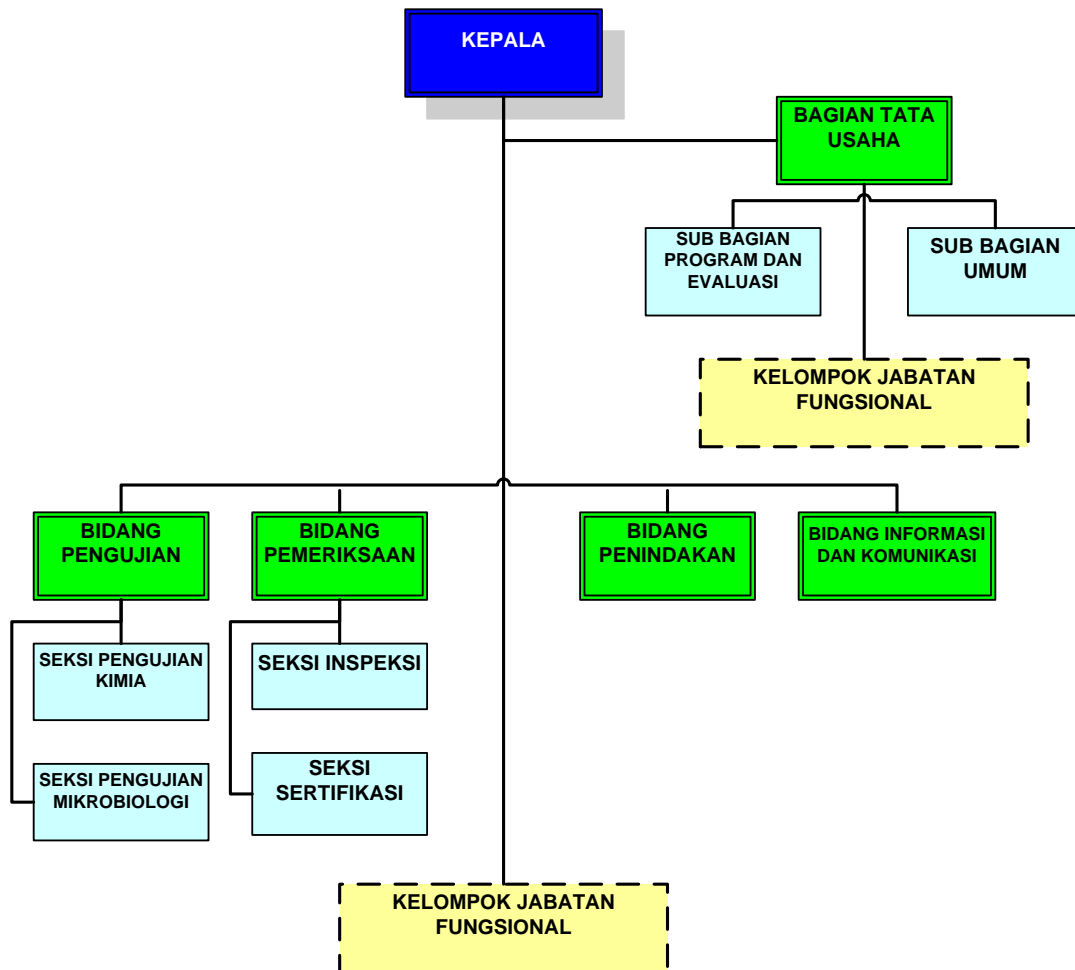 KEPALA
BAGIAN TATA
USAHA
SUB BAGIAN
PROGRAM DAN
EVALUASI
SUB BAGIAN
UMUM
KELOMPOK JABATAN
FUNGSIONAL
BIDANG
PENGUJIAN
BIDANG
PEMERIKSAAN
BIDANG
PENINDAKAN
BIDANG INFORMASI
DAN KOMUNIKASI
SEKSI PENGUJIAN
KIMIA
SEKSI INSPEKSI
SEKSI PENGUJIAN
MIKROBIOLOGI
SEKSI
SERTIFIKASI
KELOMPOK JABATAN
FUNGSIONAL